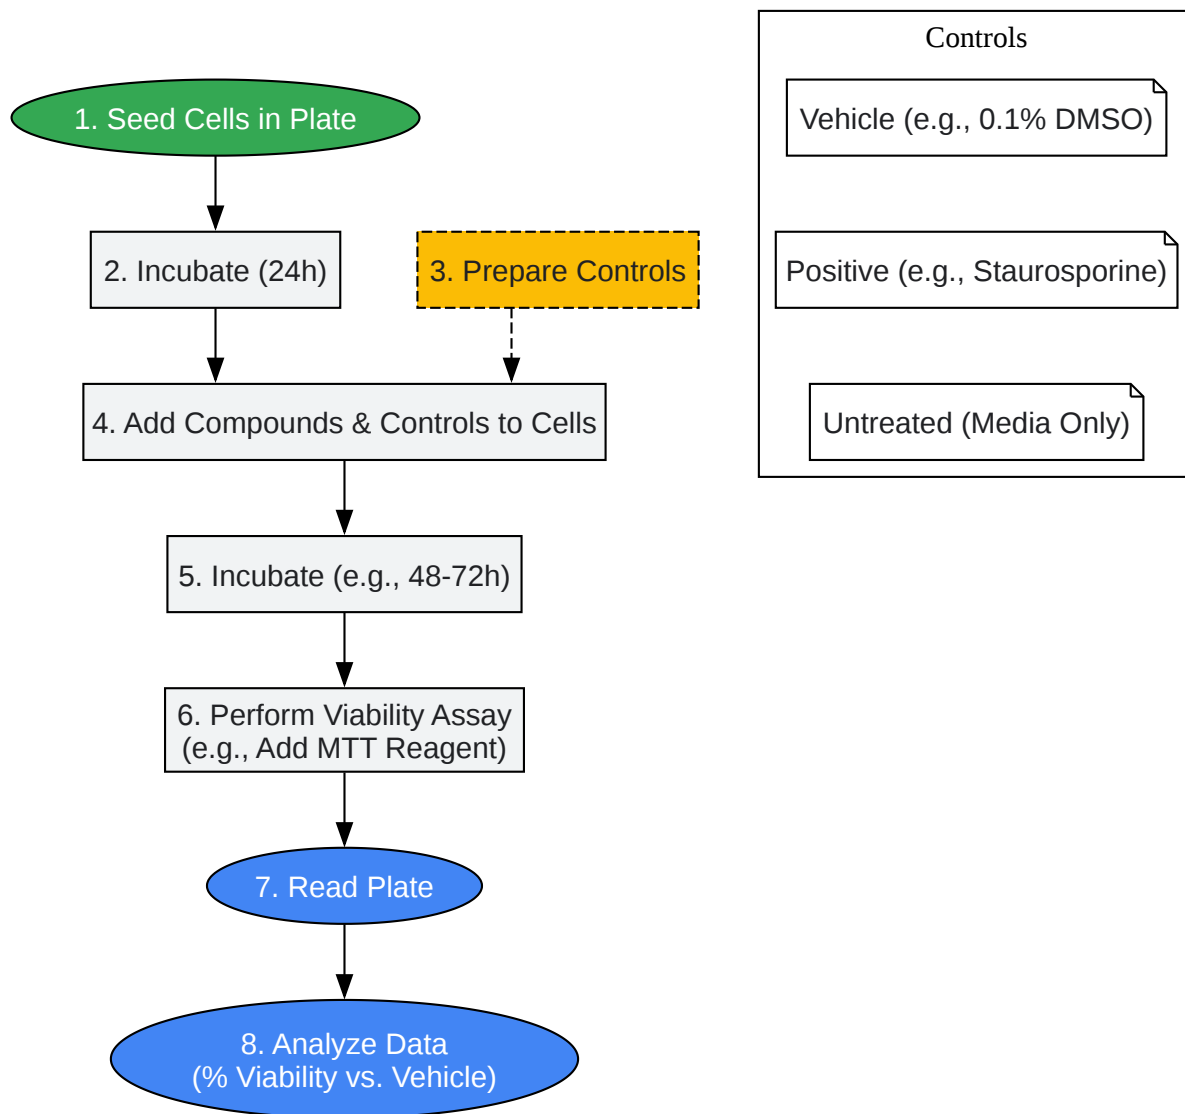 1. Seed Cells in Plate
2. Incubate (24h)
3. Prepare Controls
4. Add Compounds & Controls to Cells
5. Incubate (e.g., 48-72h)
6. Perform Viability Assay
(e.g., Add MTT Reagent)
7. Read Plate
8. Analyze Data
(% Viability vs. Vehicle)
Controls
Vehicle (e.g., 0.1% DMSO)
Positive (e.g., Staurosporine)
Untreated (Media Only)